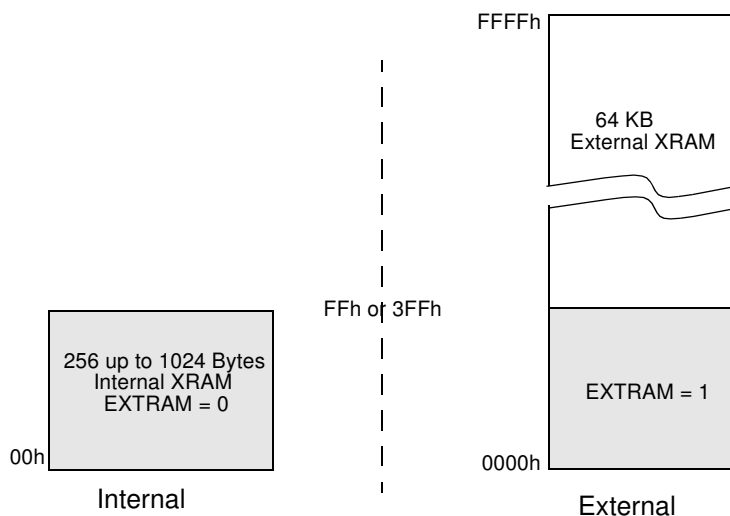 FFFFh
64 KB
External XRAM
FFh or 3FFh
256 up to 1024 Bytes
Internal XRAM
EXTRAM = 0
EXTRAM = 1
00h
0000h
Internal
External